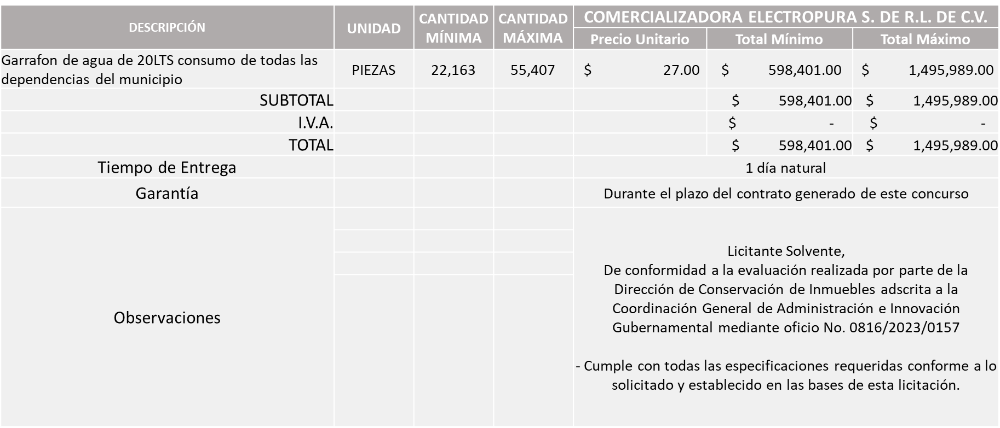 DESCRIPCIÓN
UNIDAD
CANTIDAD
MÍNIMA
CANTIDAD
MÁXIMA
COMERCIALIZADORA ELECTROPURA S. DE R.L. DE C.V.
Precio Unitario
Total Mínimo
Total Máximo
Garrafon de agua de 20LTS consumo de todas las
dependencias del municipio
PIEZAS
22,163
55,407
$ 27.00
$ 598,401.00
$ 1,495,989.00
SUBTOTAL
$ 598,401.00
$ 1,495,989.00
I.V.A.
$ -
$ -
TOTAL
$ 598,401.00
$ 1,495,989.00
Tiempo de Entrega
1 día natural
Garantía
Durante el plazo del contrato generado de este concurso
Observaciones
Licitante Solvente,
De conformidad a la evaluación realizada por parte de la
Dirección de Conservación de Inmuebles adscrita a la
Coordinación General de Administración e Innovación
Gubernamental mediante oficio No. 0816/2023/0157
- Cumple con todas las especificaciones requeridas conforme a lo
solicitado y establecido en las bases de esta licitación.